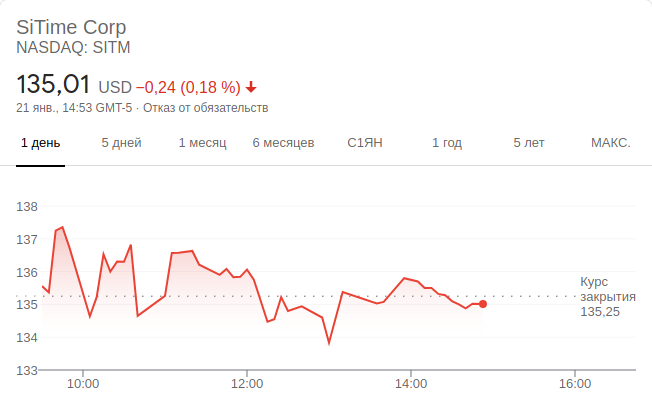 SiTime Corp
NASDAQ: SITM
135,01 USD −0,24 (0,18 %)
21 янв., 14:53 GMT-5 · Отказ от обязательств
1 день 5 дней 1 месяц 6 месяцев С1ЯН 1 год 5 лет МАКС.
138
137
136
135
134
133
Курс
закрытия
135,25
10:00 12:00 14:00 16:00